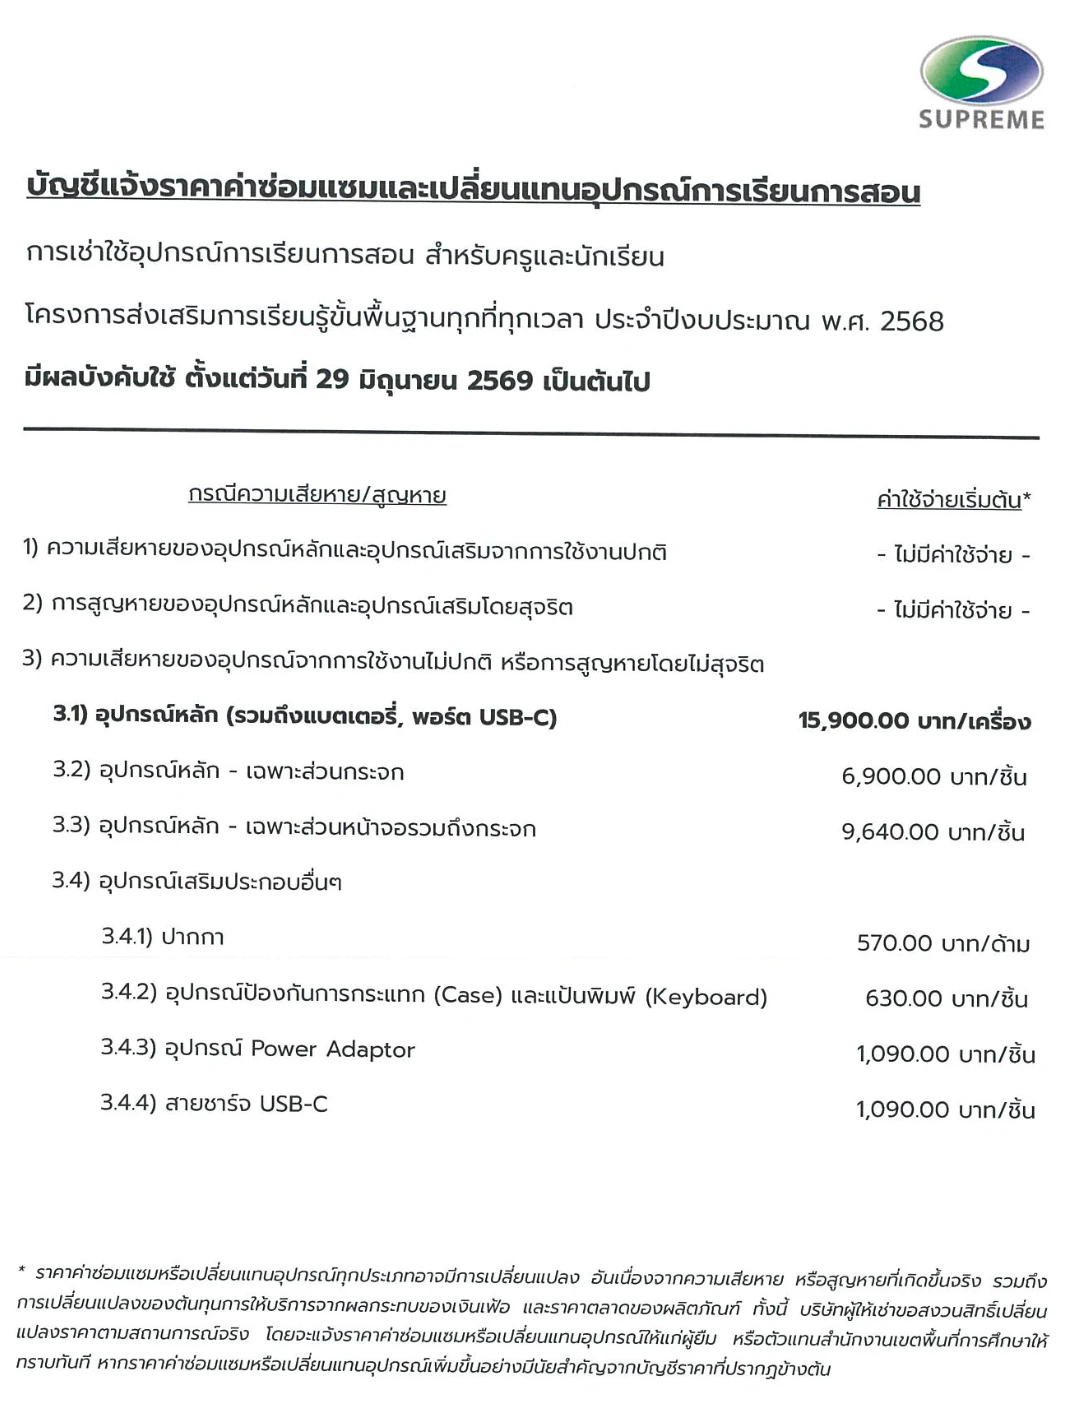 SUPREME
บัญชีแจ้งราคาค่าซ่อมแซมและเปลี่ยนแทนอุปกรณ์การเรียนการสอน
การเช่าใช้อุปกรณ์การเรียนการสอน สำหรับครูและนักเรียน
โครงการส่งเสริมการเรียนรู้ขั้นพื้นฐานทุกที่ทุกเวลา ประจำปีงบประมาณ พ.ศ. 2568
มีผลบังคับใช้ ตั้งแต่วันที่ 29 มิถุนายน 2569 เป็นต้นไป
กรณีความเสียหาย/สูญหาย ค่าใช้จ่ายเริ่มต้น*
1) ความเสียหายของอุปกรณ์หลักและอุปกรณ์เสริมจากการใช้งานปกติ - ไม่มีค่าใช้จ่าย -
2) การสูญหายของอุปกรณ์หลักและอุปกรณ์เสริมโดยสุจริต - ไม่มีค่าใช้จ่าย -
3) ความเสียหายของอุปกรณ์จากการใช้งานไม่ปกติ หรือการสูญหายโดยไม่สุจริต
3.1) อุปกรณ์หลัก (รวมถึงแบตเตอรี่, พอร์ต USB-C) 15,900.00 บาท/เครื่อง
3.2) อุปกรณ์หลัก - เฉพาะส่วนกระจก 6,900.00 บาท/ชิ้น
3.3) อุปกรณ์หลัก - เฉพาะส่วนหน้าจอรวมถึงกระจก 9,640.00 บาท/ชิ้น
3.4) อุปกรณ์เสริมประกอบอื่นๆ
3.4.1) ปากกา 570.00 บาท/ด้าม
3.4.2) อุปกรณ์ป้องกันการกระแทก (Case) และแป้นพิมพ์ (Keyboard) 630.00 บาท/ชิ้น
3.4.3) อุปกรณ์ Power Adaptor 1,090.00 บาท/ชิ้น
3.4.4) สายชาร์จ USB-C 1,090.00 บาท/ชิ้น
* ราคาค่าซ่อมแซมหรือเปลี่ยนแทนอุปกรณ์ทุกประเภทอาจมีการเปลี่ยนแปลง อันเนื่องจากความเสียหาย หรือสูญหายที่เกิดขึ้นจริง รวมถึง
การเปลี่ยนแปลงของต้นทุนการให้บริการจากผลกระทบของเงินเฟ้อ และราคาตลาดของผลิตภัณฑ์ ทั้งนี้ บริษัทผู้ให้เช่าขอสงวนสิทธิ์เปลี่ยน
แปลงราคาตามสถานการณ์จริง โดยจะแจ้งราคาค่าซ่อมแซมหรือเปลี่ยนแทนอุปกรณ์ให้แก่ผู้ยืม หรือตัวแทนสำนักงานเขตพื้นที่การศึกษาให้
ทราบทันที หากราคาค่าซ่อมแซมหรือเปลี่ยนแทนอุปกรณ์เพิ่มขึ้นอย่างมีนัยสำคัญจากบัญชีราคาที่ปรากฏข้างต้น